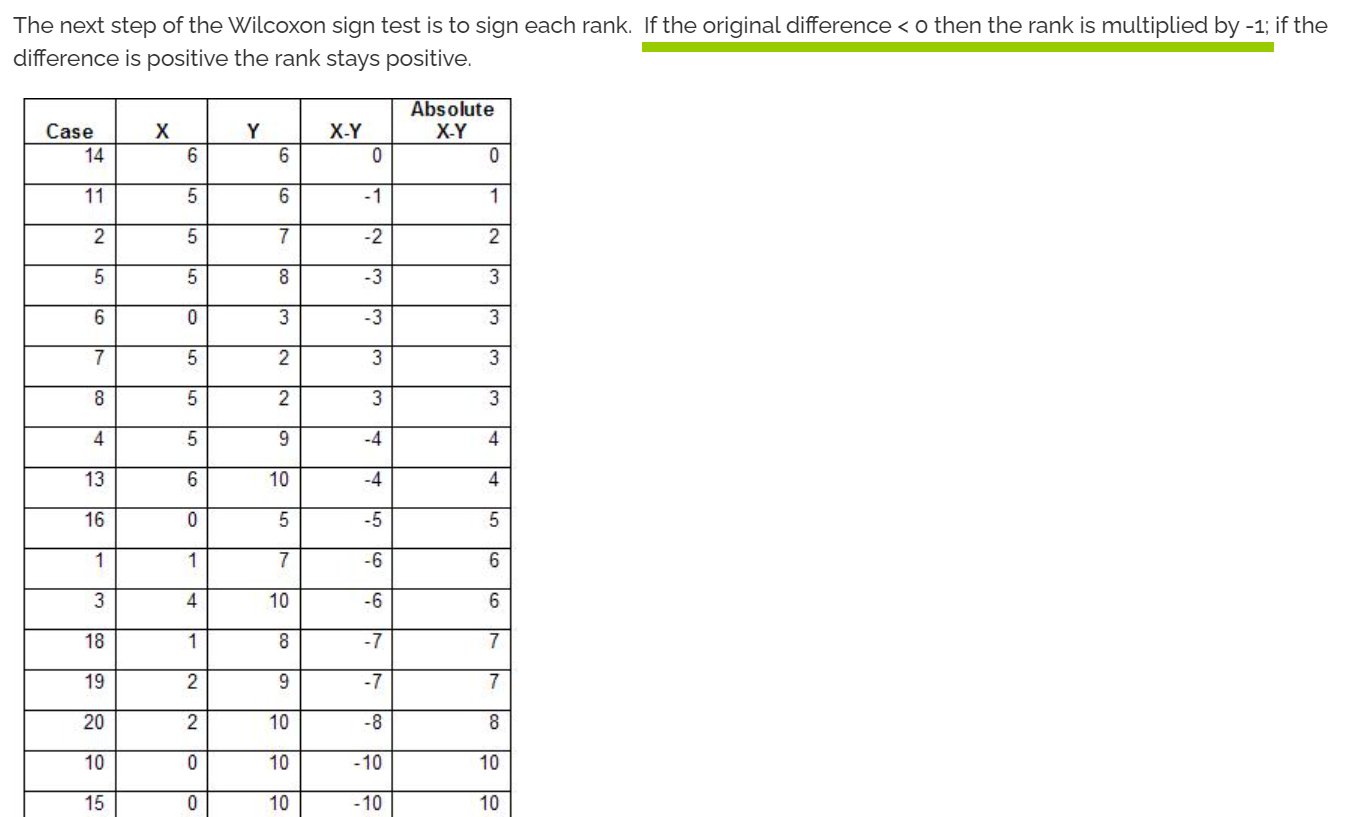 The next step of the Wilcoxon sign test is to sign each rank. If the original difference < 0 then the rank is multiplied by -1; if the
difference is positive the rank stays positive.
Case X Y X-Y Absolute X-Y
14 6 6 0 0
11 5 6 -1 1
2 5 7 -2 2
5 5 8 -3 3
6 0 3 -3 3
7 5 2 3 3
8 5 2 3 3
4 5 9 -4 4
13 6 10 -4 4
16 0 5 -5 5
1 1 7 -6 6
3 4 10 -6 6
18 1 8 -7 7
19 2 9 -7 7
20 2 10 -8 8
10 0 10 -10 10
15 0 10 -10 10